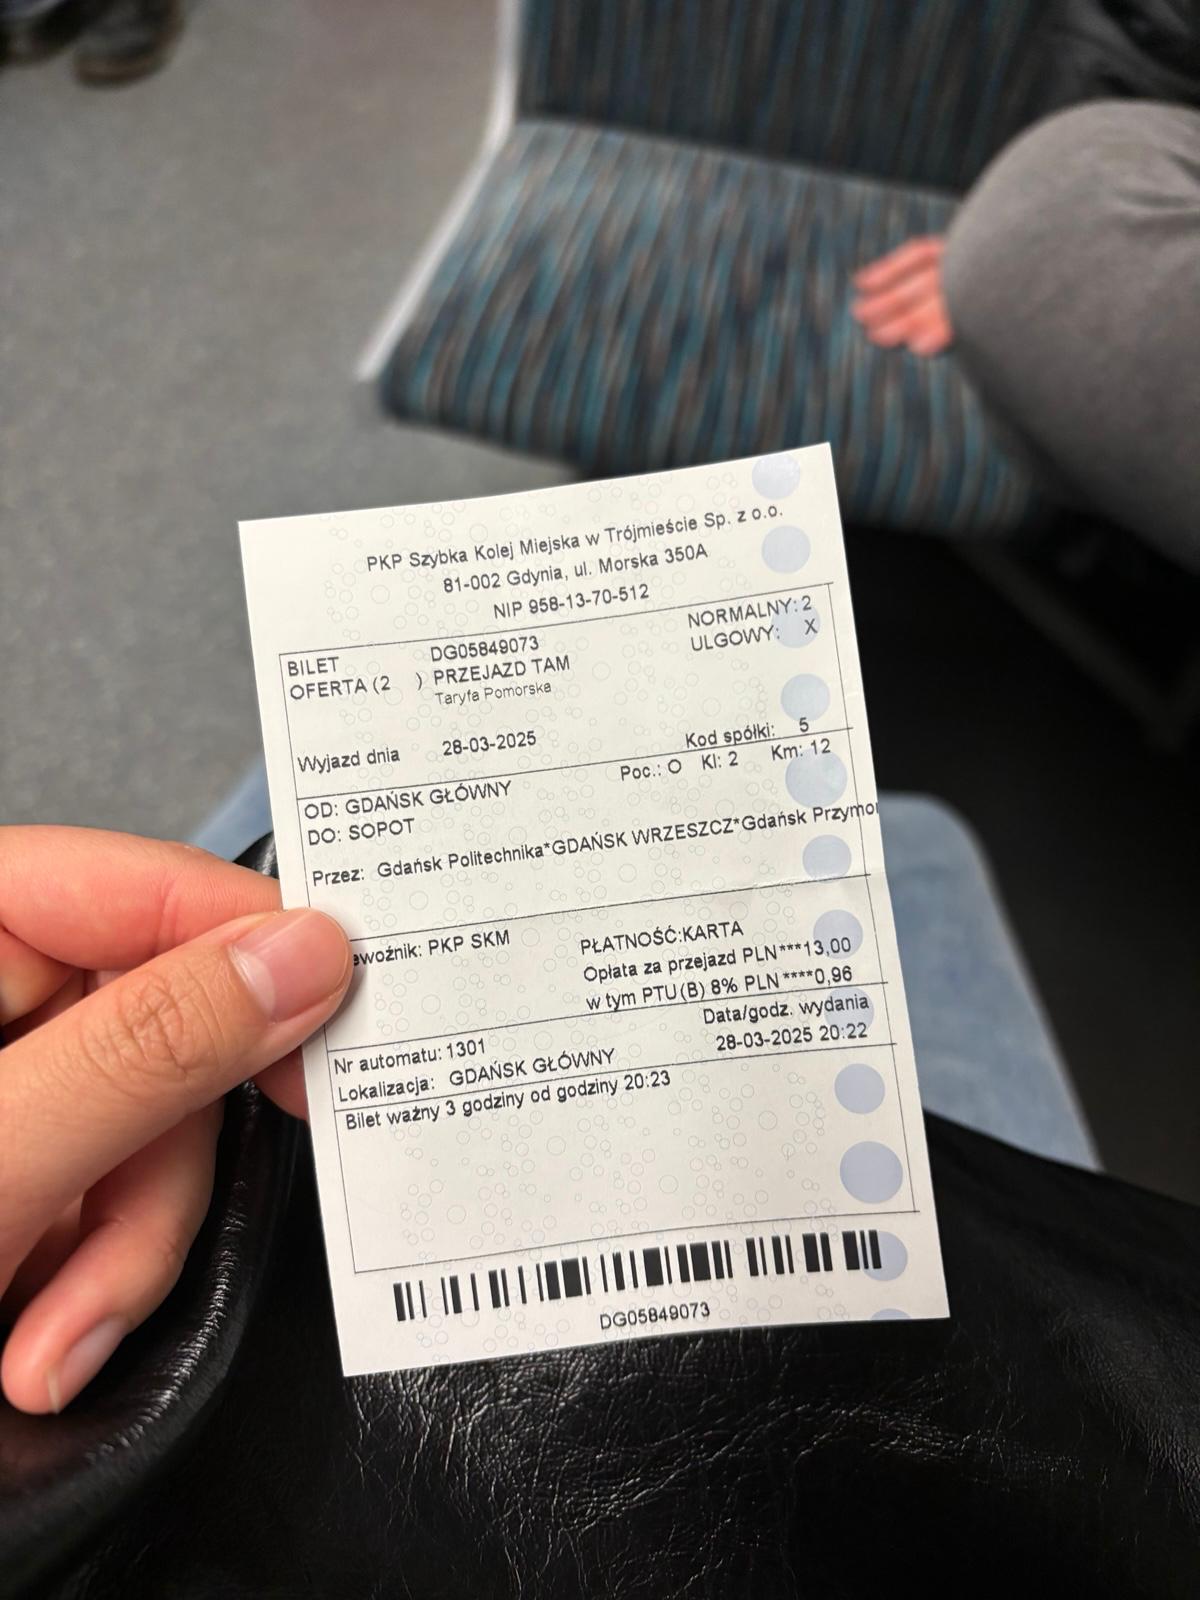 PKP Szybka Kolej Miejska w Trójmieście Sp. z o.o.
81-002 Gdynia, ul. Morska 350A
NIP 958-13-70-512
BILET DG05849073 NORMALNY: 2
OFERTA (2 ) PRZEJAZD TAM ULGOWY: X
Taryfa Pomorska
Wyjazd dnia 28-03-2025 Kod spółki: 5
OD: GDAŃSK GŁÓWNY Poc.: O Kl: 2 Km: 12
DO: SOPOT
Przez: Gdańsk Politechnika*GDAŃSK WRZESZCZ*Gdańsk Przymor
ewoźnik: PKP SKM PŁATNOŚĆ:KARTA
Opłata za przejazd PLN***13,00
w tym PTU(B) 8% PLN ****0,96
Nr automatu: 1301 Data/godz. wydania
Lokalizacja: GDAŃSK GŁÓWNY 28-03-2025 20:22
Bilet ważny 3 godziny od godziny 20:23
DG05849073